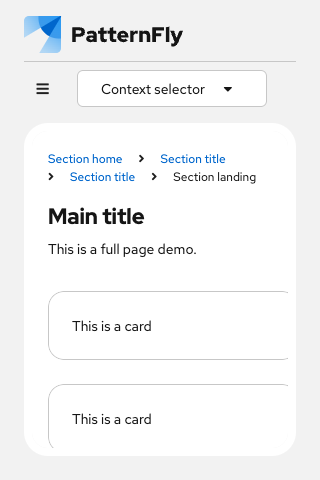 PatternFly
Context selector
Section home > Section title
> Section title > Section landing
Main title
This is a full page demo.
This is a card
This is a card